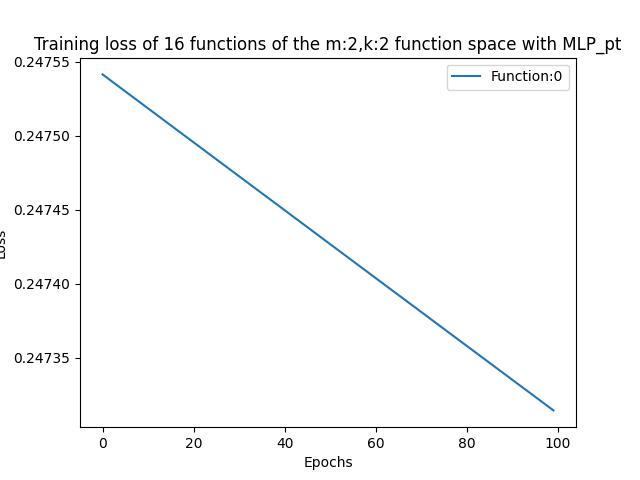 Training loss of 16 functions of the m:2,k:2 function space with MLP_pt
Function:0
0.24755
0.24750
0.24745
0.24740
0.24735
Loss
0 20 40 60 80 100
Epochs